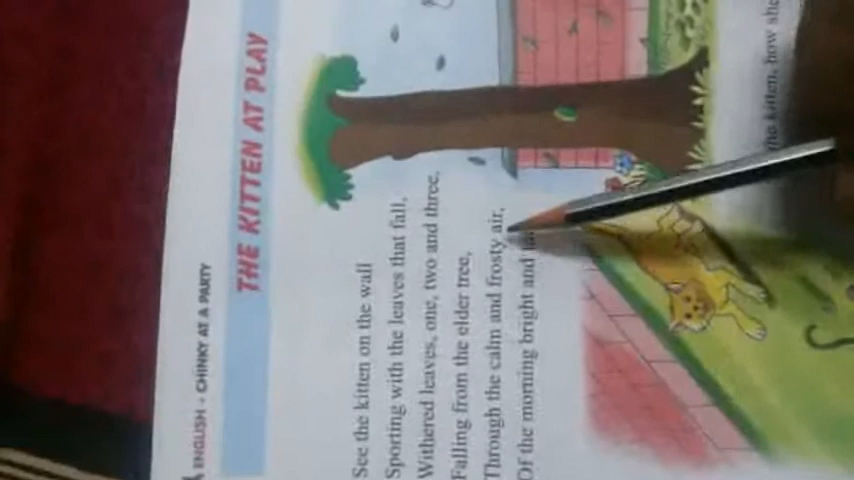 ENGLISH - CHINKY AT A PARTY
THE KITTEN AT PLAY
See the kitten on the wall
Sporting with the leaves that fall,
Withered leaves, one, two and three,
Falling from the elder tree,
Through the calm and frosty air,
Of the morning bright and
kitten, how she